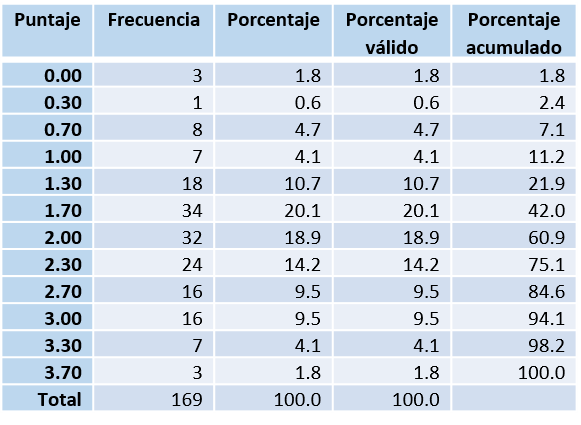 Puntaje Frecuencia Porcentaje Porcentaje válido Porcentaje acumulado
0.00 3 1.8 1.8 1.8
0.30 1 0.6 0.6 2.4
0.70 8 4.7 4.7 7.1
1.00 7 4.1 4.1 11.2
1.30 18 10.7 10.7 21.9
1.70 34 20.1 20.1 42.0
2.00 32 18.9 18.9 60.9
2.30 24 14.2 14.2 75.1
2.70 16 9.5 9.5 84.6
3.00 16 9.5 9.5 94.1
3.30 7 4.1 4.1 98.2
3.70 3 1.8 1.8 100.0
Total 169 100.0 100.0